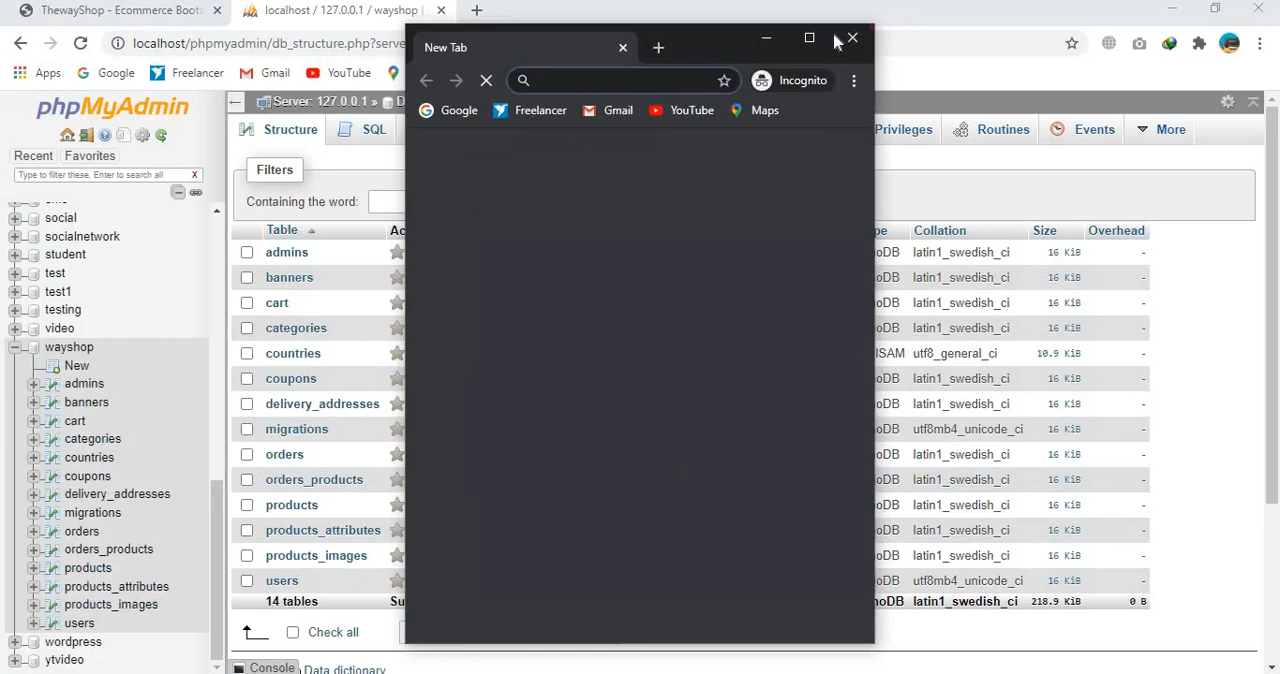 ThewayShop - Ecommerce Boots
localhost / 127.0.0.1 / wayshop
localhost/phpmyadmin/db_structure.php?serve
Apps
Google
Freelancer
Gmail
YouTube
phpMyAdmin
Recent
Favorites
Type to filter these, Enter to search all
X
social
socialnetwork
student
test
test1
testing
video
wayshop
New
admins
banners
cart
categories
countries
coupons
delivery_addresses
migrations
orders
orders_products
products
products_attributes
products_images
users
wordpress
ytvideo
Server: 127.0.0.1 » D
Structure
SQL
Privileges
Routines
Events
More
Filters
Containing the word:
Table Ac pe Collation Size Overhead
admins oDB latin1_swedish_ci 16 KiB -
banners oDB latin1_swedish_ci 16 KiB -
cart oDB latin1_swedish_ci 16 KiB -
categories oDB latin1_swedish_ci 16 KiB -
countries ISAM utf8_general_ci 10.9 KiB -
coupons oDB latin1_swedish_ci 16 KiB -
delivery_addresses oDB latin1_swedish_ci 16 KiB -
migrations oDB utf8mb4_unicode_ci 16 KiB -
orders oDB latin1_swedish_ci 16 KiB -
orders_products oDB latin1_swedish_ci 16 KiB -
products oDB latin1_swedish_ci 16 KiB -
products_attributes oDB latin1_swedish_ci 16 KiB -
products_images oDB latin1_swedish_ci 16 KiB -
users oDB utf8mb4_unicode_ci 16 KiB -
14 tables Su noDB latin1_swedish_ci 218.9 KiB 0 B
Check all
Console
Data dictionary
New Tab
Incognito
Google
Freelancer
Gmail
YouTube
Maps